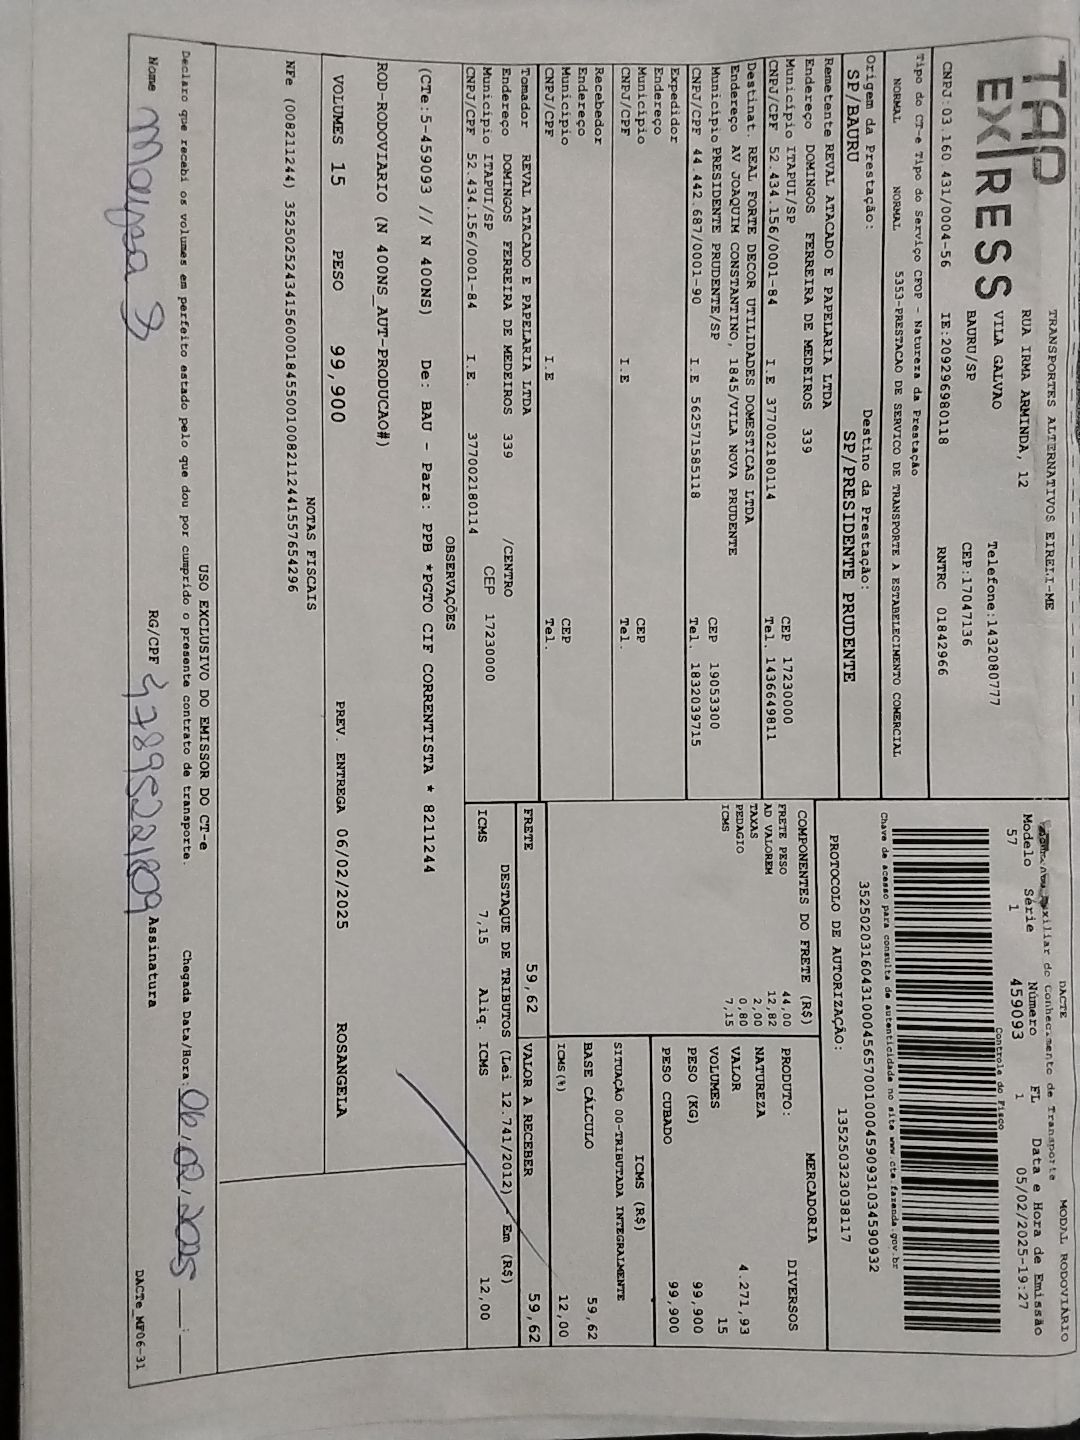 TAP
EX/RESS
TRANSPORTES ALTERNATIVOS EIRELI-ME
RUA IRMA ARMINDA, 12
VILA GALVAO
BAURU/SP
Telefone:1432080777
CEP:17047136
CNPJ:03.160 431/0004-56 IE:209296980118 RNTRC 01842966
Tipo do CT-e Tipo do Serviço CFOP - Natureza da Prestação
NORMAL NORMAL 5353-PRESTACAO DE SERVICO DE TRANSPORTE A ESTABELECIMENTO COMERCIAL
Origem da Prestação: Destino da Prestação:
SP/BAURU SP/PRESIDENTE PRUDENTE
DACTE MODAL RODOVIÁRIO
Auxiliar do Conhecimento de Transporte
Modelo Série Número FL Data e Hora de Emissão
57 1 459093 1 05/02/2025-19:27
Controle do Fisco
Chave de acesso para consulta de autenticidade no site www.cte.fazenda.gov.br
35250203160431000456570010004590931034590932
PROTOCOLO DE AUTORIZAÇÃO: 135250323038117
Remetente REVAL ATACADO E PAPELARIA LTDA
Endereço DOMINGOS FERREIRA DE MEDEIROS 339
Município ITAPUI/SP CEP 17230000
CNPJ/CPF 52.434.156/0001-84 I.E 377002180114 Tel. 1436649811
Destinat. REAL FORTE DECOR UTILIDADES DOMESTICAS LTDA
Endereço AV JOAQUIM CONSTANTINO, 1845/VILA NOVA PRUDENTE
Município PRESIDENTE PRUDENTE/SP CEP 19053300
CNPJ/CPF 44.442.687/0001-90 I.E 562571585118 Tel. 1832039715
Expedidor
Endereço
Município CEP
CNPJ/CPF I.E Tel.
Recebedor
Endereço
Município CEP
CNPJ/CPF I.E Tel.
Tomador REVAL ATACADO E PAPELARIA LTDA
Endereço DOMINGOS FERREIRA DE MEDEIROS 339 /CENTRO
Município ITAPUI/SP CEP 17230000
CNPJ/CPF 52.434.156/0001-84 I.E. 377002180114
COMPONENTES DO FRETE (R$)
FRETE PESO 44,00
AD VALOREM 12,82
TAXAS 2,00
PEDAGIO 0,80
ICMS 7,15
MERCADORIA
PRODUTO: DIVERSOS
NATUREZA
VALOR 4.271,93
VOLUMES 15
PESO (KG) 99,900
PESO CUBADO 99,900
ICMS (R$)
SITUAÇÃO 00-TRIBUTADA INTEGRALMENTE
BASE CÁLCULO 59,62
ICMS(%) 12,00
FRETE 59,62 VALOR A RECEBER 59,62
DESTAQUE DE TRIBUTOS (Lei 12.741/2012) - Em (R$)
ICMS 7,15 Aliq. ICMS 12,00
OBSERVAÇÕES
(CTe:5-459093 // N 400NS) De: BAU - Para: PPB *PGTO CIF CORRENTISTA * 8211244
ROD-RODOVIARIO (N 400NS_AUT-PRODUCAO#)
VOLUMES 15 PESO 99,900 PREV. ENTREGA 06/02/2025 ROSANGELA
NOTAS FISCAIS
NFe (008211244) 35250252434156000184550010082112441557654296
USO EXCLUSIVO DO EMISSOR DO CT-e
Declaro que recebi os volumes em perfeito estado pelo que dou por cumprido o presente contrato de transporte. Chegada Data/Hora: 06.02.2025 ___:___
Nome RG/CPF 47895221809 Assinatura
DACTe_MF06-31